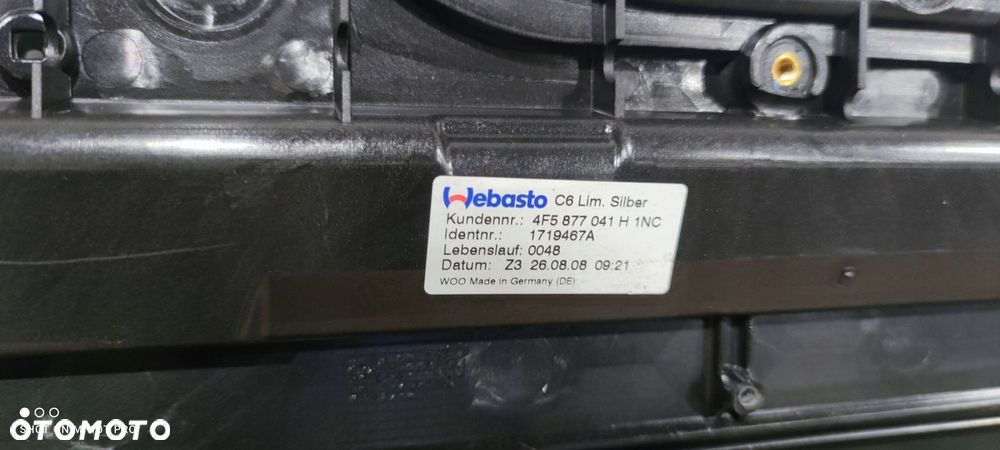 Webasto C6 Lim. Silber
Kundennr.: 4F5 877 041 H 1NC
Identnr.: 1719467A
Lebenslauf: 0048
Datum: Z3 26.08.08 09:21
WOO Made in Germany (DE)
OTOMOTO